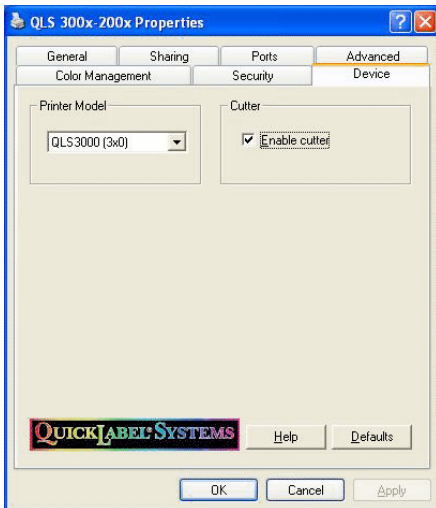 QLS 300x-200x Properties
General Sharing Ports Advanced
Color Management Security Device
Printer Model Cutter
QLS3000 (3x0) Enable cutter
QUICKLABEL® SYSTEMS Help Defaults
OK Cancel Apply